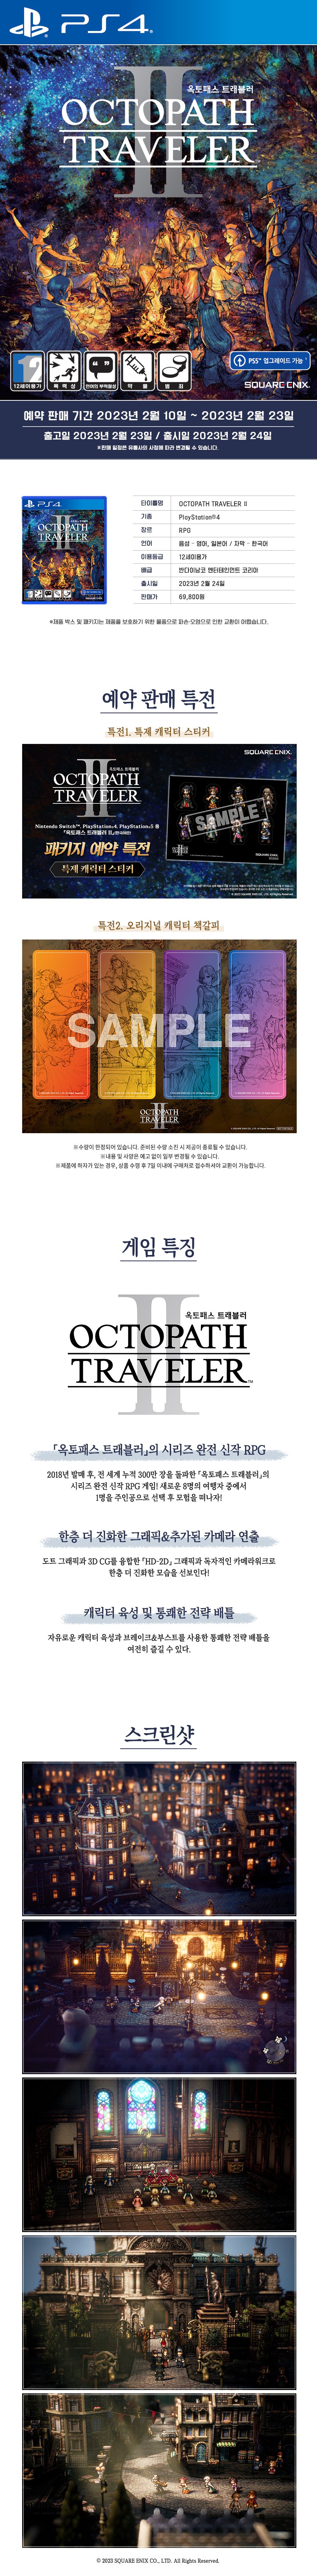 PS4
옥토패스 트래블러
II
OCTOPATH
TRAVELER
12세이용가
폭력성
언어의 부적절성
약물
범죄
PS5™ 업그레이드 가능
SQUARE ENIX.
예약 판매 기간 2023년 2월 10일 ~ 2023년 2월 23일
출고일 2023년 2월 23일 / 출시일 2023년 2월 24일
※판매 일정은 유통사의 사정에 따라 변경될 수 있습니다.
PS4
OCTOPATH
TRAVELER
타이틀명 OCTOPATH TRAVELER II
기종 PlayStation®4
장르 RPG
언어 음성 - 영어, 일본어 / 자막 - 한국어
이용등급 12세이용가
배급 반다이남코 엔터테인먼트 코리아
출시일 2023년 2월 24일
판매가 69,800원
※제품 박스 및 패키지는 제품을 보호하기 위한 물품으로 파손·오염으로 인한 교환이 어렵습니다.
예약 판매 특전
특전1. 특제 캐릭터 스티커
SQUARE ENIX.
옥토패스 트래블러
II
OCTOPATH
TRAVELER
Nintendo Switch™, PlayStation®4, PlayStation®5 용
『옥토패스 트래블러 II』(한국어판)
패키지 예약 특전
특제 캐릭터 스티커
SAMPLE
특전2. 오리지널 캐릭터 책갈피
SAMPLE
OCTOPATH
TRAVELER
※수량이 한정되어 있습니다. 준비된 수량 소진 시 제공이 종료될 수 있습니다.
※내용 및 사양은 예고 없이 일부 변경될 수 있습니다.
※제품에 하자가 있는 경우, 상품 수령 후 7일 이내에 구매처로 접수하셔야 교환이 가능합니다.
게임 특징
옥토패스 트래블러
II
OCTOPATH
TRAVELER™
『옥토패스 트래블러』의 시리즈 완전 신작 RPG
2018년 발매 후, 전 세계 누적 300만 장을 돌파한 『옥토패스 트래블러』의
시리즈 완전 신작 RPG 게임! 새로운 8명의 여행자 중에서
1명을 주인공으로 선택 후 모험을 떠나자!
한층 더 진화한 그래픽&추가된 카메라 연출
도트 그래픽과 3D CG를 융합한 『HD-2D』 그래픽과 독자적인 카메라워크로
한층 더 진화한 모습을 선보인다!
캐릭터 육성 및 통쾌한 전략 배틀
자유로운 캐릭터 육성과 브레이크&부스트를 사용한 통쾌한 전략 배틀을
여전히 즐길 수 있다.
스크린샷
© 2023 SQUARE ENIX CO., LTD. All Rights Reserved.